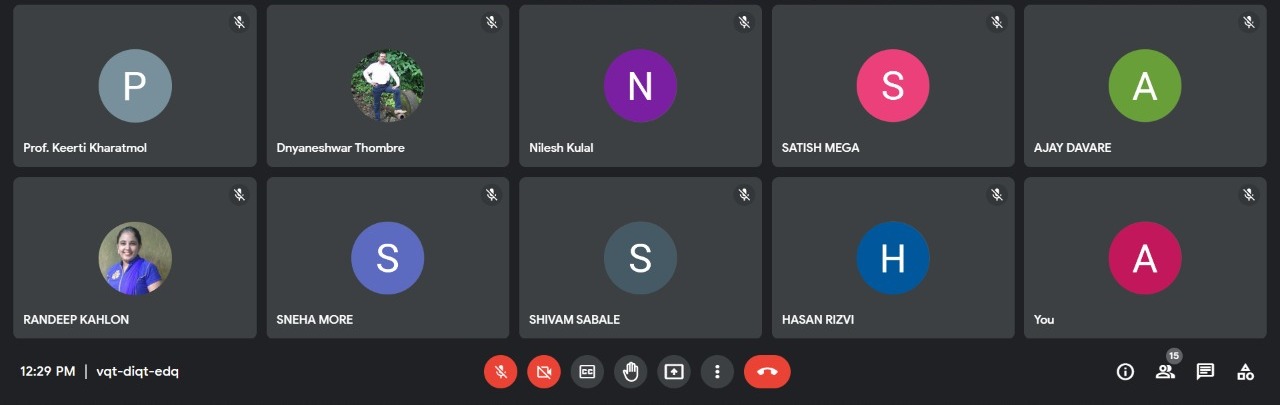 P
N
S
A
Prof. Keerti Kharatmol
Dnyaneshwar Thombre
Nilesh Kulal
SATISH MEGA
AJAY DAVARE
S
S
H
A
RANDEEP KAHLON
SNEHA MORE
SHIVAM SABALE
HASAN RIZVI
You
15
12:29 PM | vqt-diqt-edq
CC